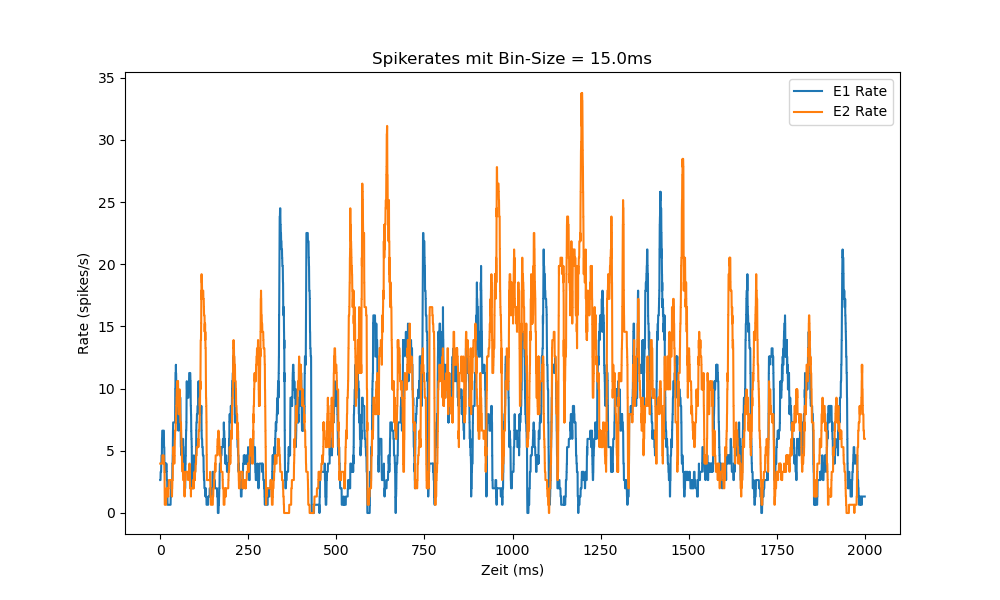 Spikerates mit Bin-Size = 15.0ms
E1 Rate
E2 Rate
Rate (spikes/s)
35
30
25
20
15
10
5
0
0 250 500 750 1000 1250 1500 1750 2000
Zeit (ms)